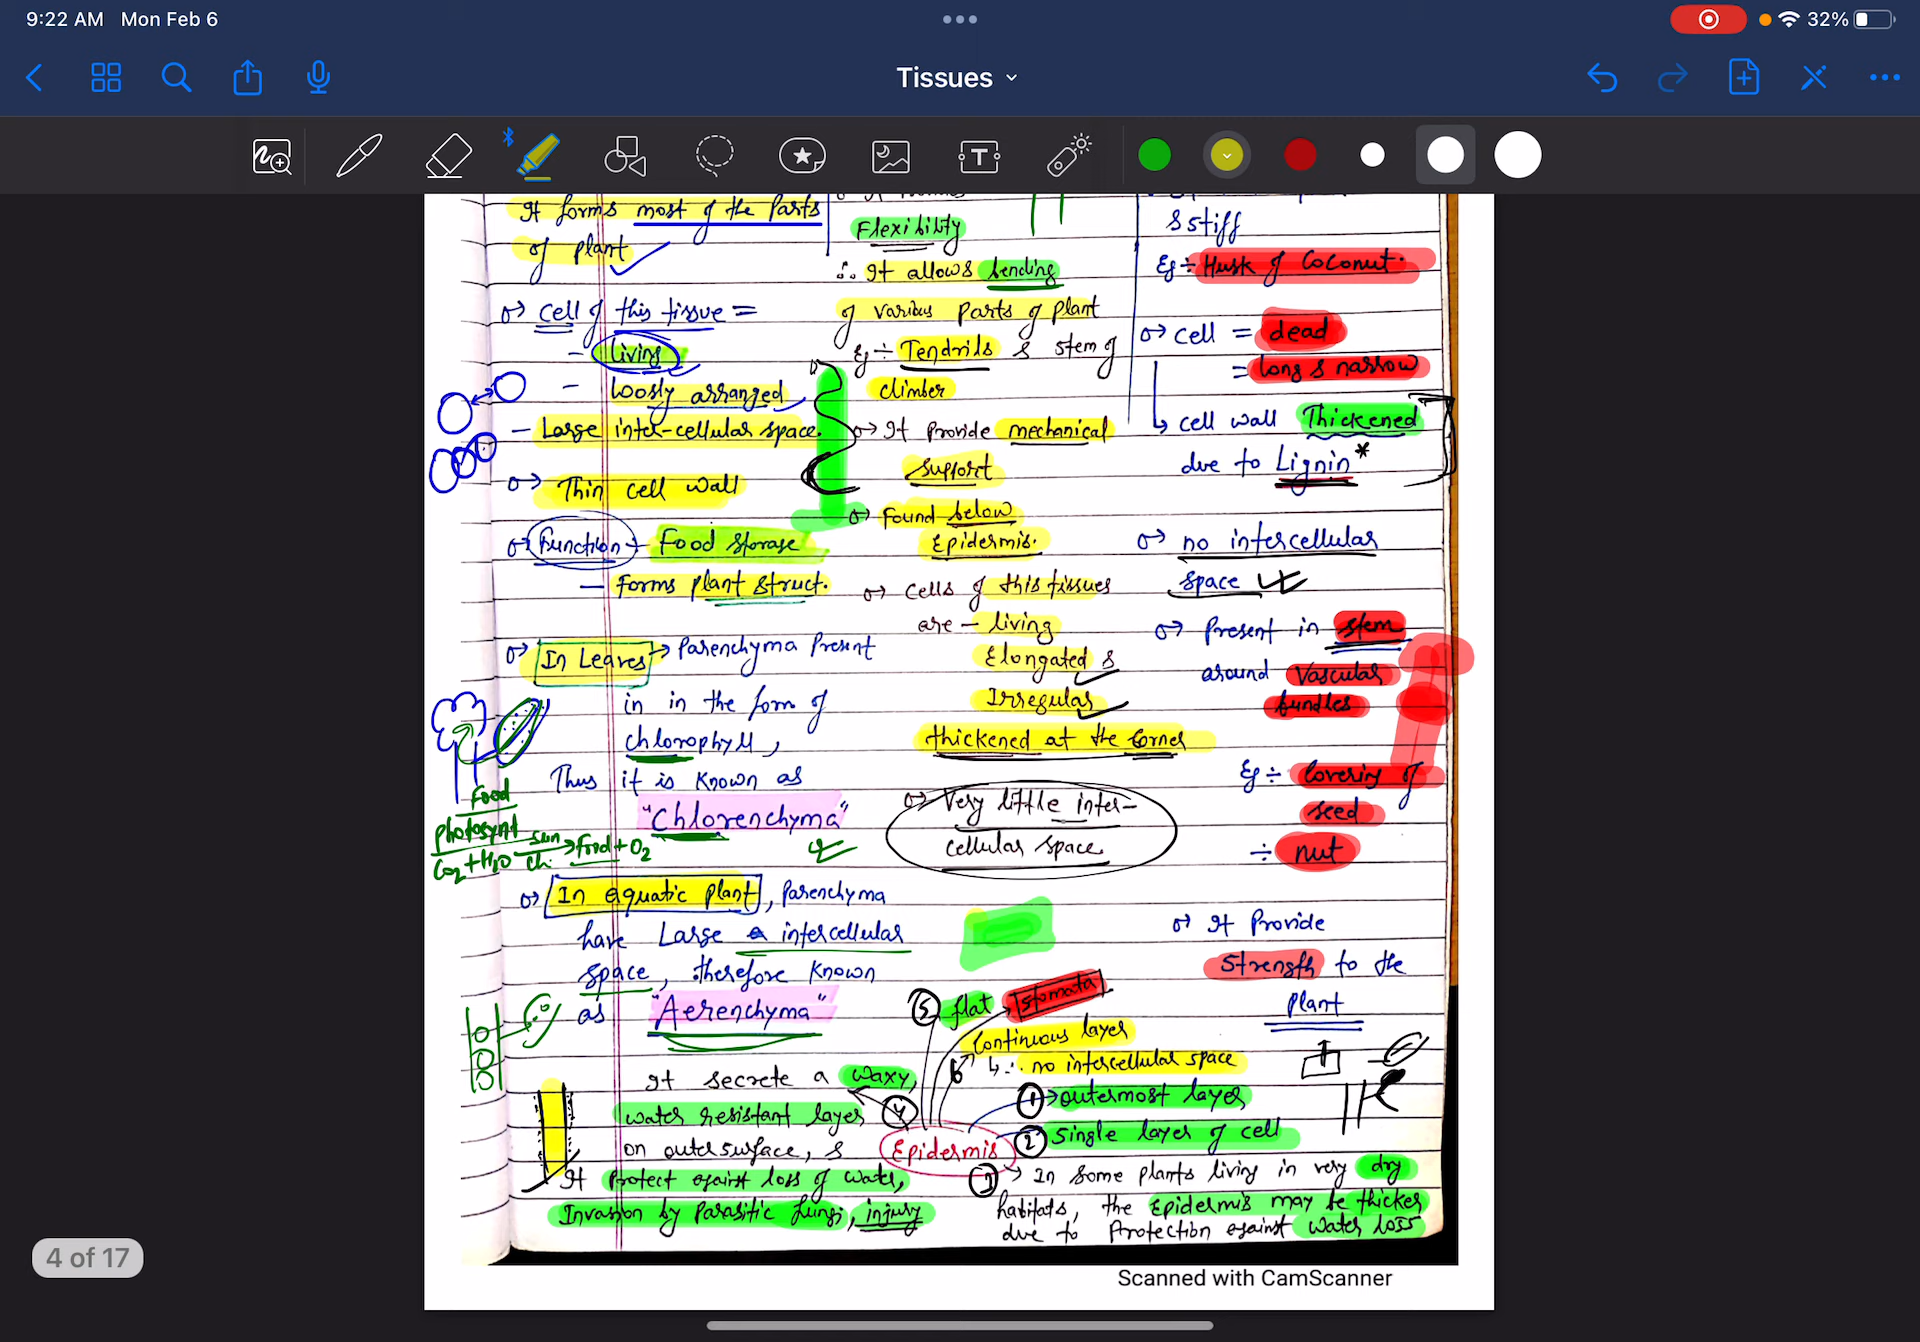 9:22 AM Mon Feb 6
32%
Tissues
It forms most of the Parts
of plant
Cell of this tissue =
- living
- loosly arranged
- Large inter-cellular space.
Thin cell wall
Function - Food storage
- Forms plant struct.
In Leaves → Parenchyma Present
in in the form of
chlorophyll,
Thus it is known as
"Chlorenchyma"
Food
photosynt
CO2 + H2O sun → food + O2
Ch.
In aquatic plant, Parenchyma
have Large a intercellular
space, therefore known
as "Aerenchyma"
Flexibility
∴ It allows bending
of various parts of plant
Eg ÷ Tendrils & stem of
climber
It Provide mechanical
support
Found below
Epidermis.
Cells of this tissues
are - living
Elongated &
Irregular
thickened at the corner
Very little inter-
cellular space
& stiff
Eg ÷ Husk of Coconut.
cell = dead
= long & narrow
cell wall Thickened
due to Lignin *
no intercellular
space
Present in stem
around Vascular
bundles
Eg ÷ Covering of
seed
÷ nut
It Provide
Strength to the
Plant
5 flat Stomata
6 Continuous layer
∴ no intercellular space
1 → outermost layer
Epidermis 2 Single layer of cell
3 → In some plants living in very dry
habitats, the Epidermis may be thicker
due to Protection against water loss
It secrete a waxy,
water resistant layer 4
on outer surface, &
It Protect against loss of water,
Invasion by Parasitic fungi, injury
4 of 17
Scanned with CamScanner